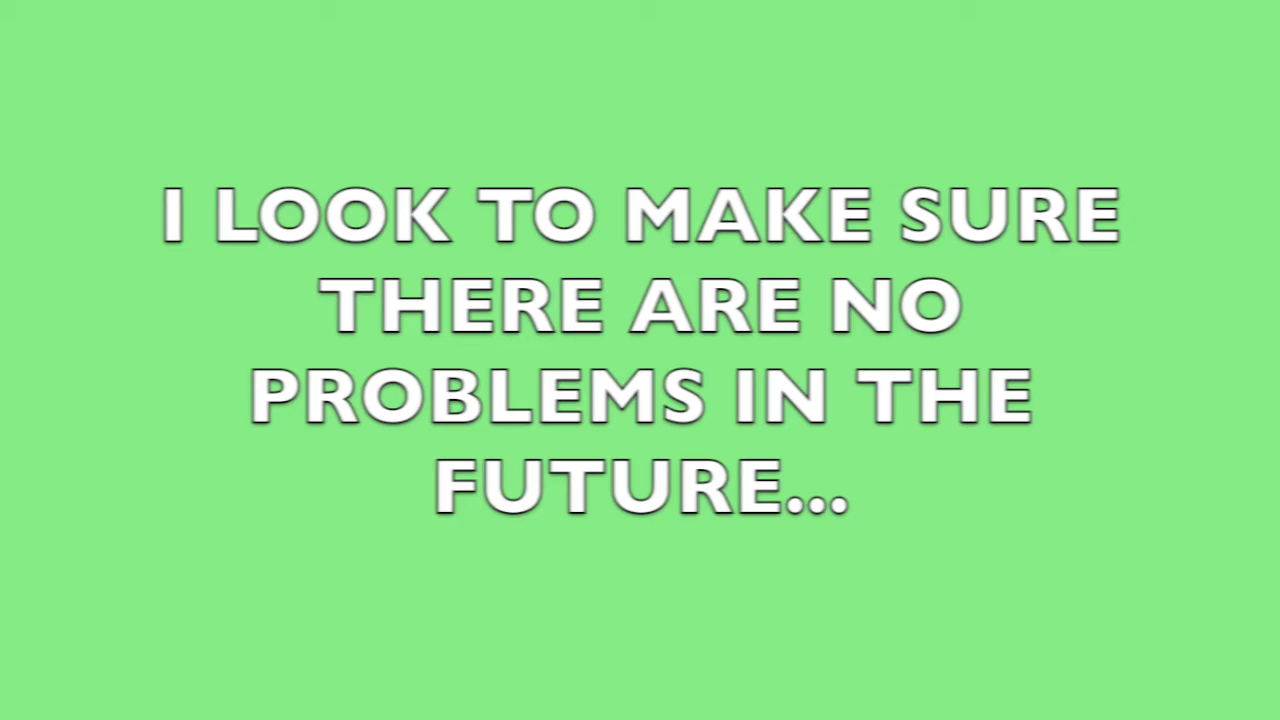 I LOOK TO MAKE SURE
THERE ARE NO
PROBLEMS IN THE
FUTURE...